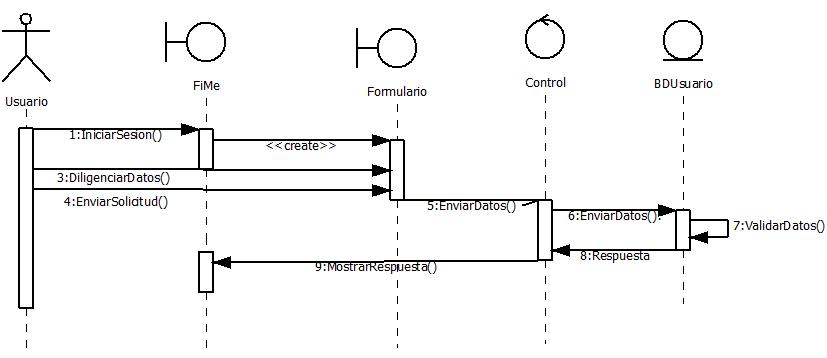 Usuario
FiMe
Formulario
Control
BDUsuario
1:IniciarSesion()
<<create>>
3:DiligenciarDatos()
4:EnviarSolicitud()
5:EnviarDatos()
6:EnviarDatos()
7:ValidarDatos()
8:Respuesta
9:MostrarRespuesta()